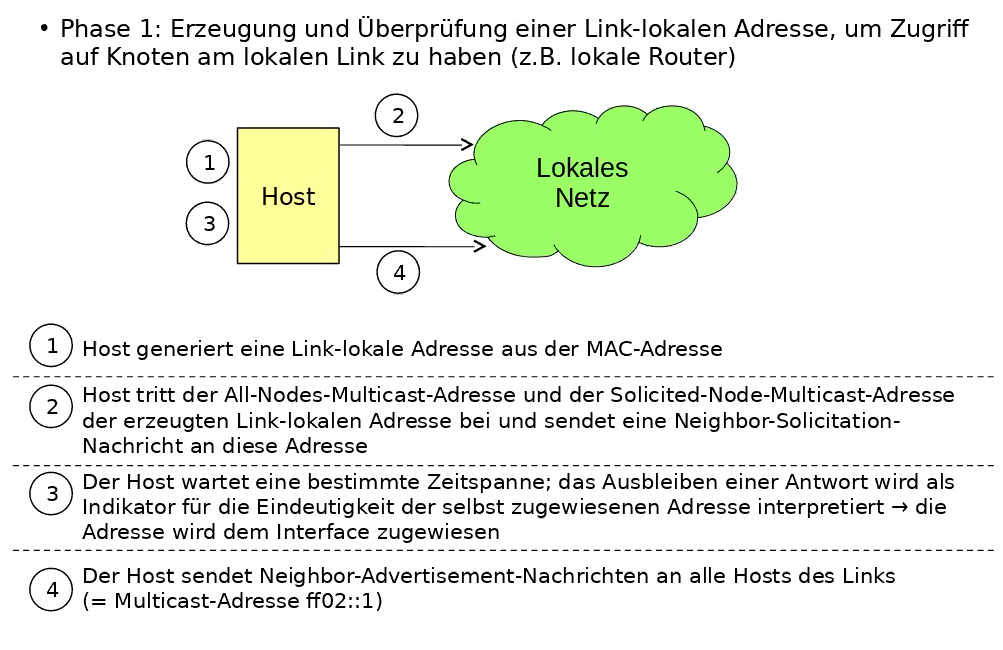 • Phase 1: Erzeugung und Überprüfung einer Link-lokalen Adresse, um Zugriff
auf Knoten am lokalen Link zu haben (z.B. lokale Router)
2
1
Host
Lokales
Netz
3
4
1 Host generiert eine Link-lokale Adresse aus der MAC-Adresse
2 Host tritt der All-Nodes-Multicast-Adresse und der Solicited-Node-Multicast-Adresse
der erzeugten Link-lokalen Adresse bei und sendet eine Neighbor-Solicitation-
Nachricht an diese Adresse
3 Der Host wartet eine bestimmte Zeitspanne; das Ausbleiben einer Antwort wird als
Indikator für die Eindeutigkeit der selbst zugewiesenen Adresse interpretiert → die
Adresse wird dem Interface zugewiesen
4 Der Host sendet Neighbor-Advertisement-Nachrichten an alle Hosts des Links
(= Multicast-Adresse ff02::1)